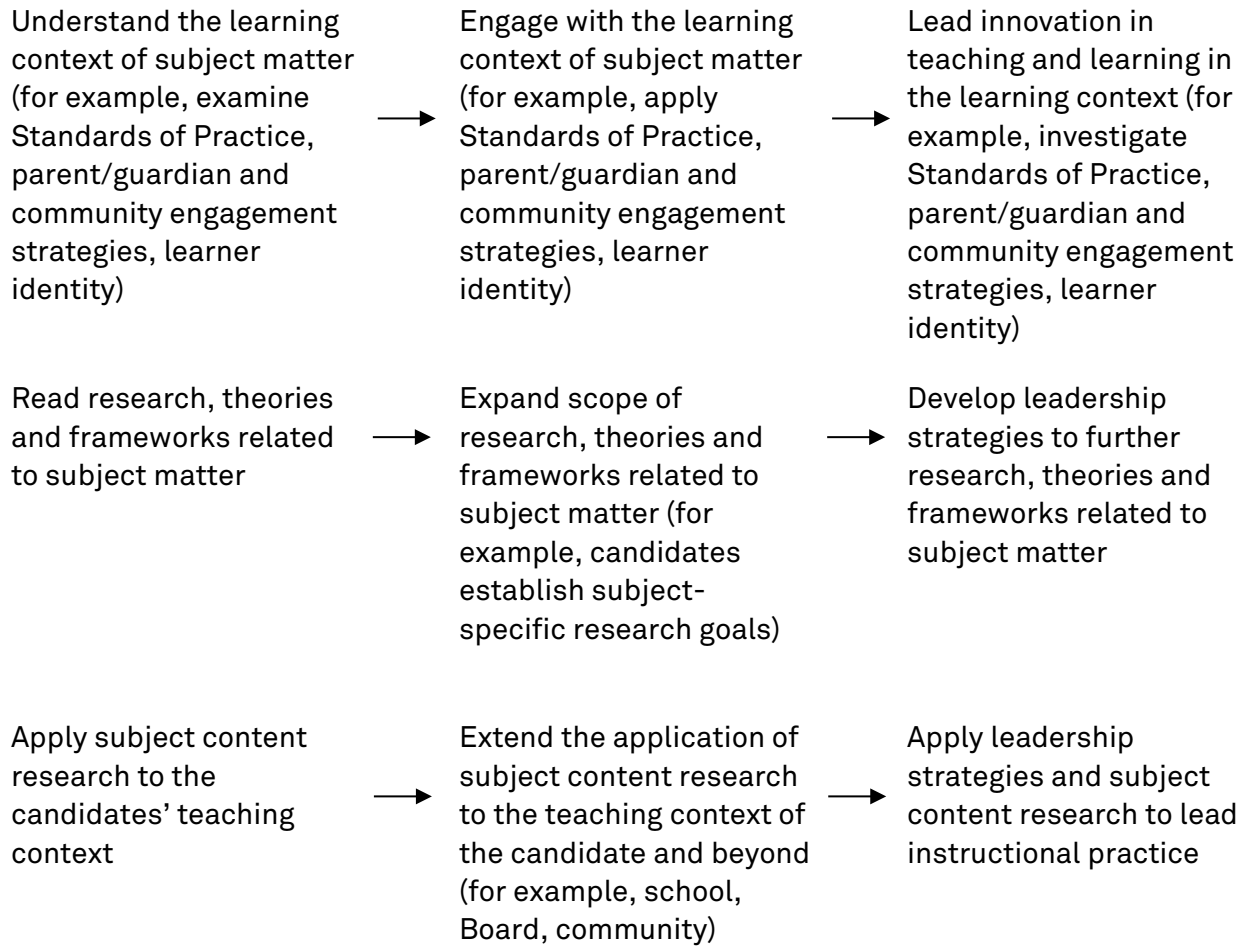 Understand the learning
context of subject matter
(for example, examine
Standards of Practice,
parent/guardian and
community engagement
strategies, learner
identity)
Engage with the learning
context of subject matter
(for example, apply
Standards of Practice,
parent/guardian and
community engagement
strategies, learner
identity)
Lead innovation in
teaching and learning in
the learning context (for
example, investigate
Standards of Practice,
parent/guardian and
community engagement
strategies, learner
identity)
Read research, theories
and frameworks related
to subject matter
Expand scope of
research, theories and
frameworks related to
subject matter (for
example, candidates
establish subject-
specific research goals)
Develop leadership
strategies to further
research, theories and
frameworks related to
subject matter
Apply subject content
research to the
candidates’ teaching
context
Extend the application of
subject content research
to the teaching context of
the candidate and beyond
(for example, school,
Board, community)
Apply leadership
strategies and subject
content research to lead
instructional practice